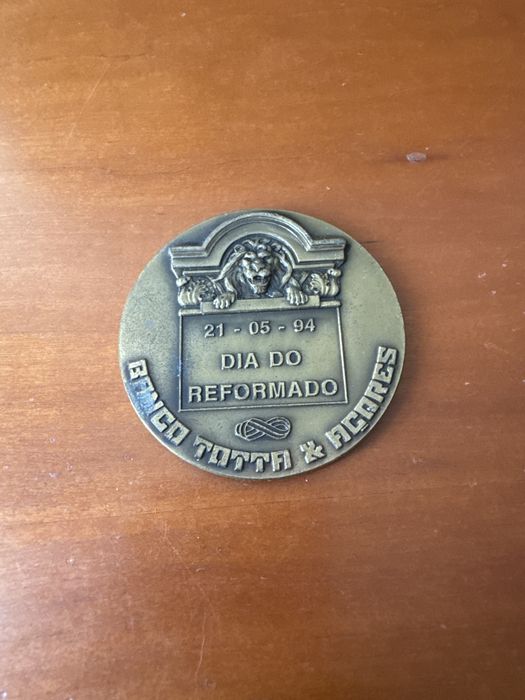 21 - 05 - 94
DIA DO
REFORMADO
BANCO TOTTA & AÇORES